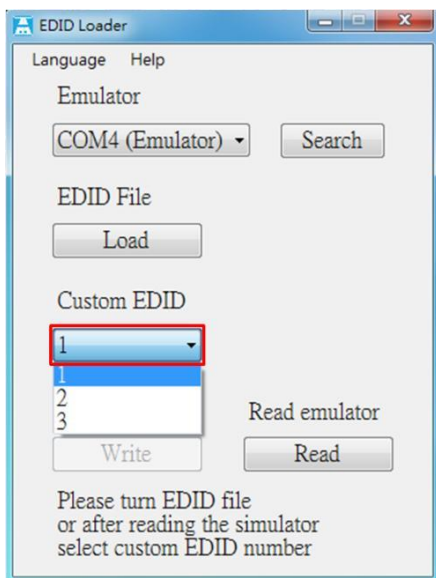 EDID Loader
Language Help
Emulator
COM4 (Emulator) Search
EDID File
Load
Custom EDID
1
1
2
3
Read emulator
Write Read
Please turn EDID file
or after reading the simulator
select custom EDID number